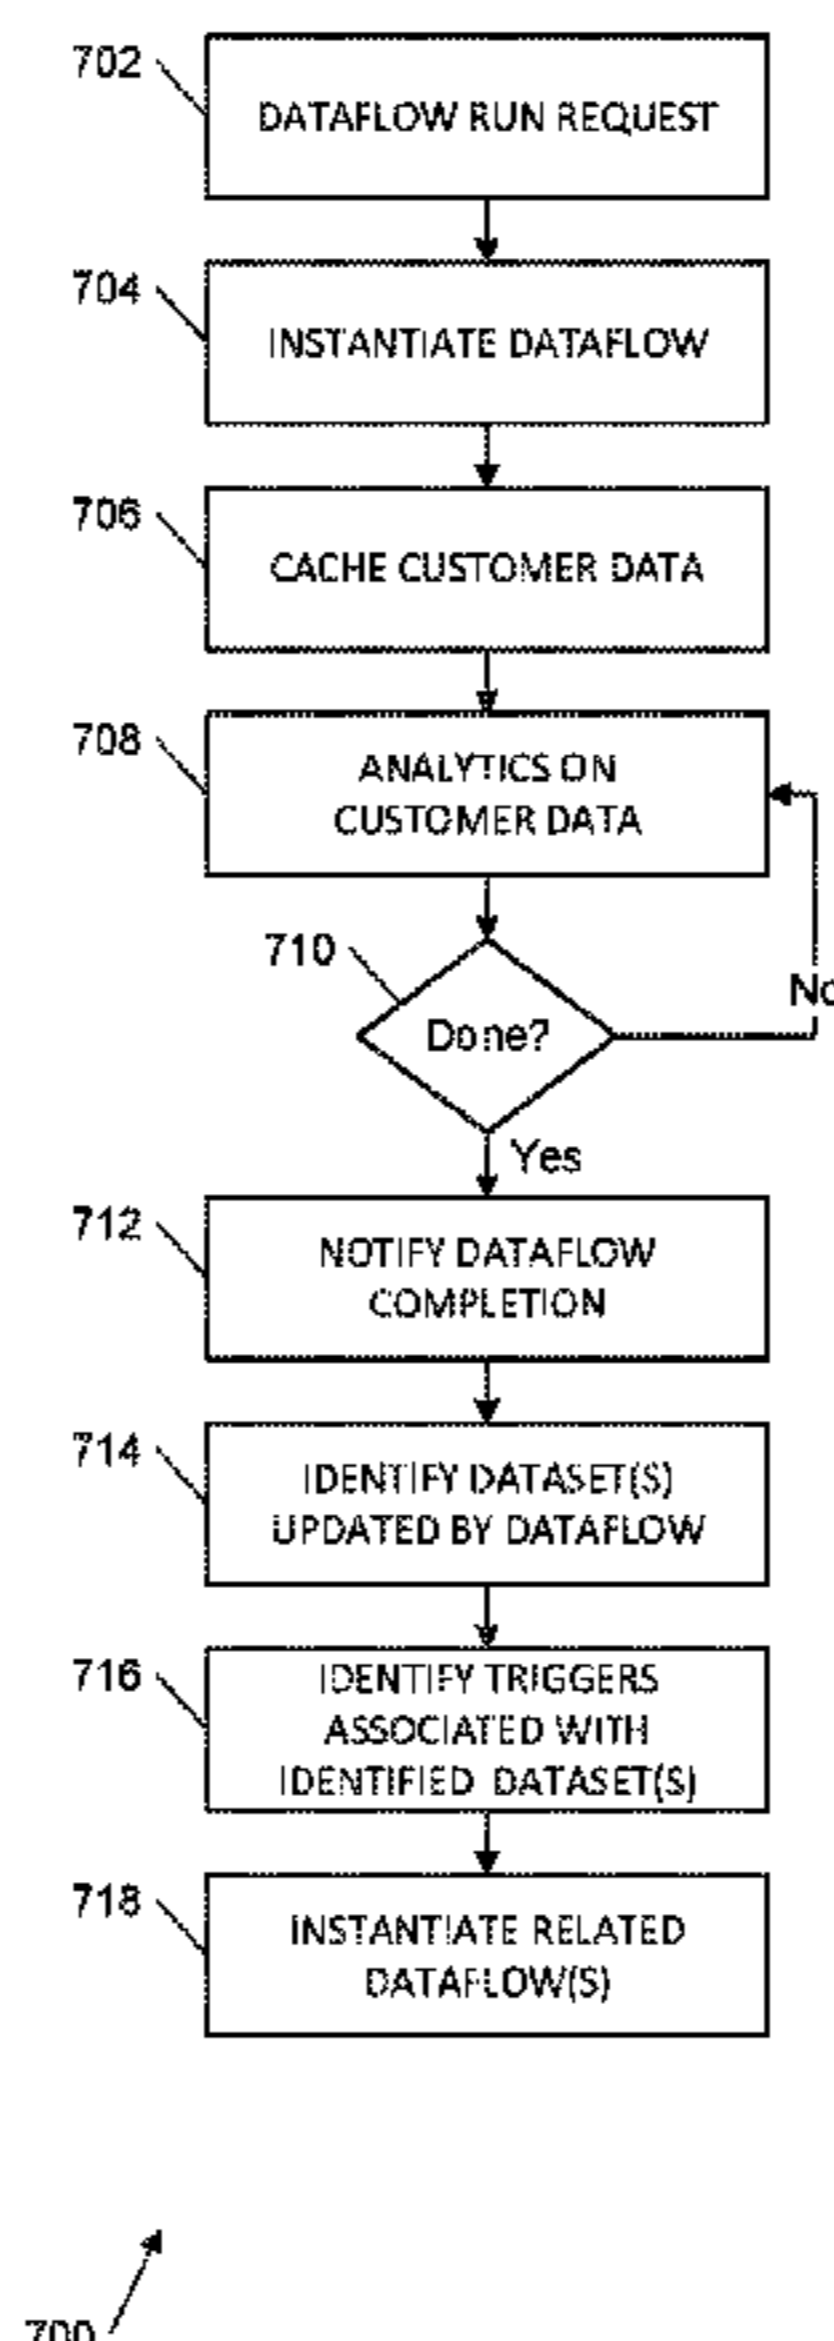 702
DATAFLOW RUN REQUEST
704
INSTANTIATE DATAFLOW
706
CACHE CUSTOMER DATA
708
ANALYTICS ON
CUSTOMER DATA
710
Done?
No
Yes
712
NOTIFY DATAFLOW
COMPLETION
714
IDENTIFY DATASET(S)
UPDATED BY DATAFLOW
716
IDENTIFY TRIGGERS
ASSOCIATED WITH
IDENTIFIED DATASET(S)
718
INSTANTIATE RELATED
DATAFLOW(S)
700